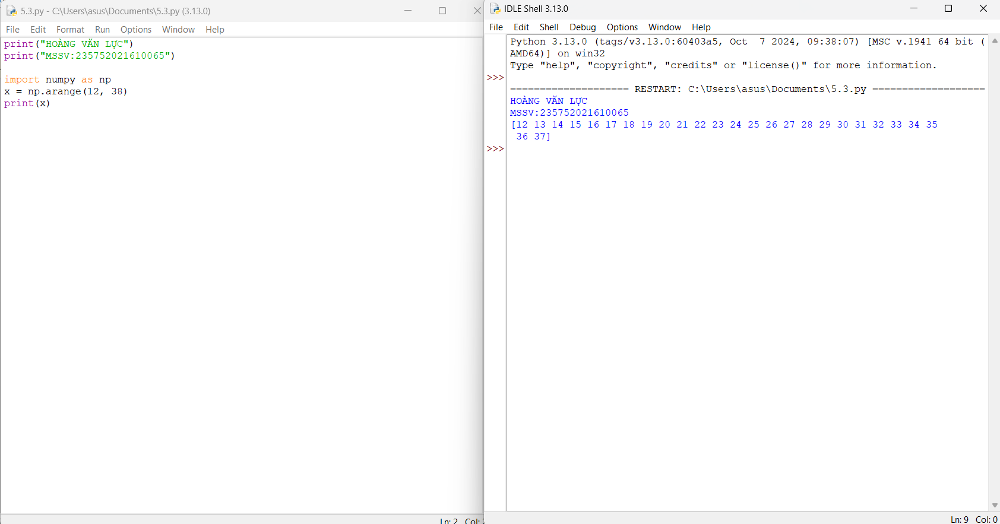 5.3.py - C:\Users\asus\Documents\5.3.py (3.13.0)
File Edit Format Run Options Window Help
print("HOÀNG VĂN LỰC")
print("MSSV:235752021610065")
import numpy as np
x = np.arange(12, 38)
print(x)
Ln: 2 Col:
IDLE Shell 3.13.0
File Edit Shell Debug Options Window Help
Python 3.13.0 (tags/v3.13.0:60403a5, Oct  7 2024, 09:38:07) [MSC v.1941 64 bit (
AMD64)] on win32
Type "help", "copyright", "credits" or "license()" for more information.
>>>
==================== RESTART: C:\Users\asus\Documents\5.3.py ===================
HOÀNG VĂN LỰC
MSSV:235752021610065
[12 13 14 15 16 17 18 19 20 21 22 23 24 25 26 27 28 29 30 31 32 33 34 35
 36 37]
>>>
Ln: 9 Col: 0